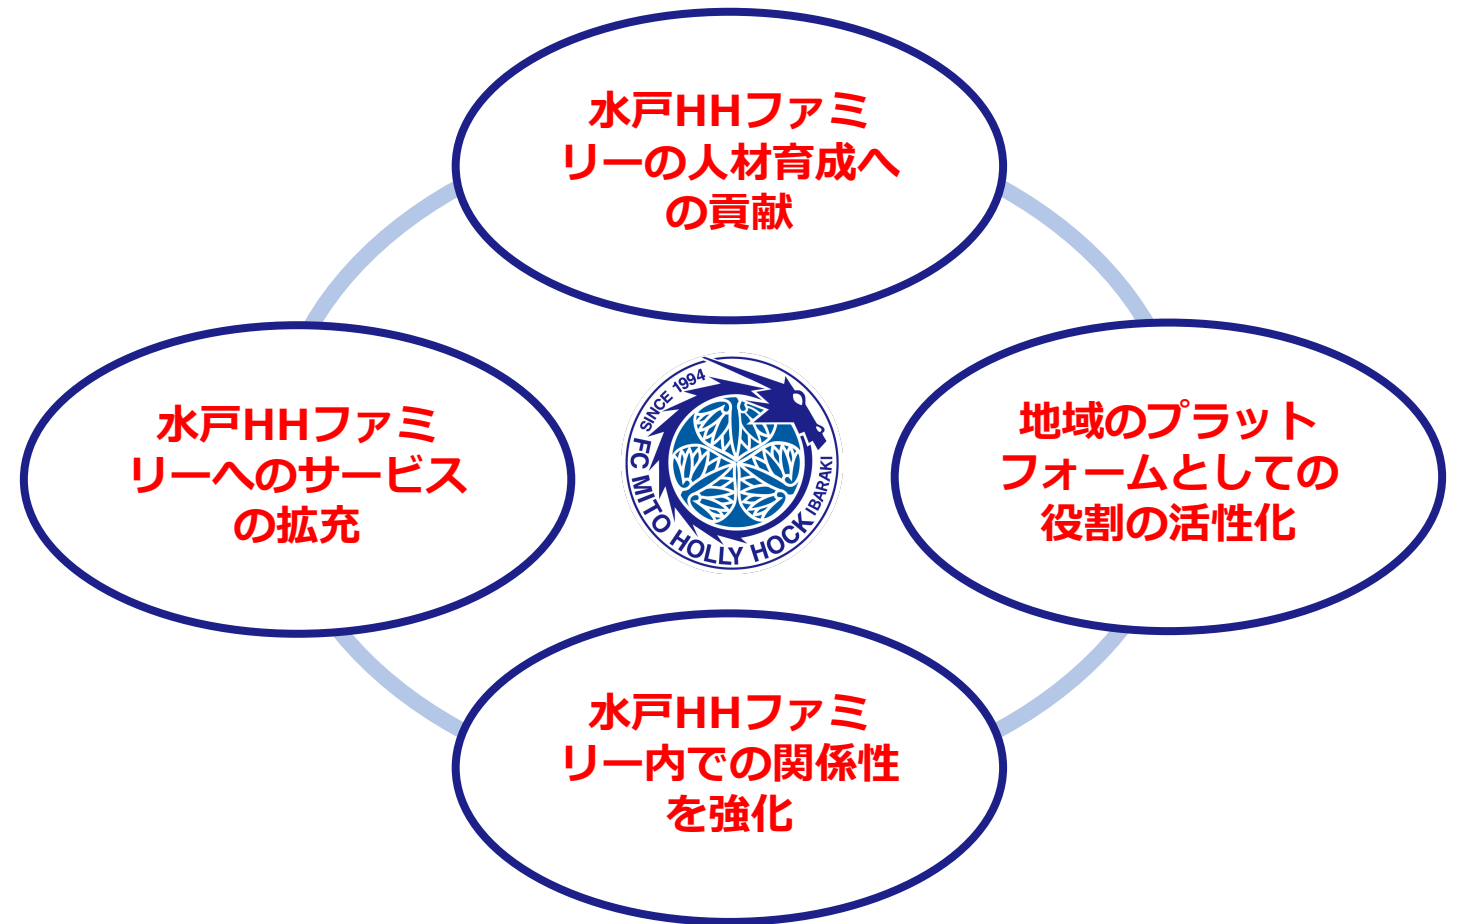 水戸HHファミ
リーの人材育成へ
の貢献
水戸HHファミ
リーへのサービス
の拡充
SINCE 1994
FC MITO HOLLY HOCK
IBARAKI
地域のプラット
フォームとしての
役割の活性化
水戸HHファミ
リー内での関係性
を強化